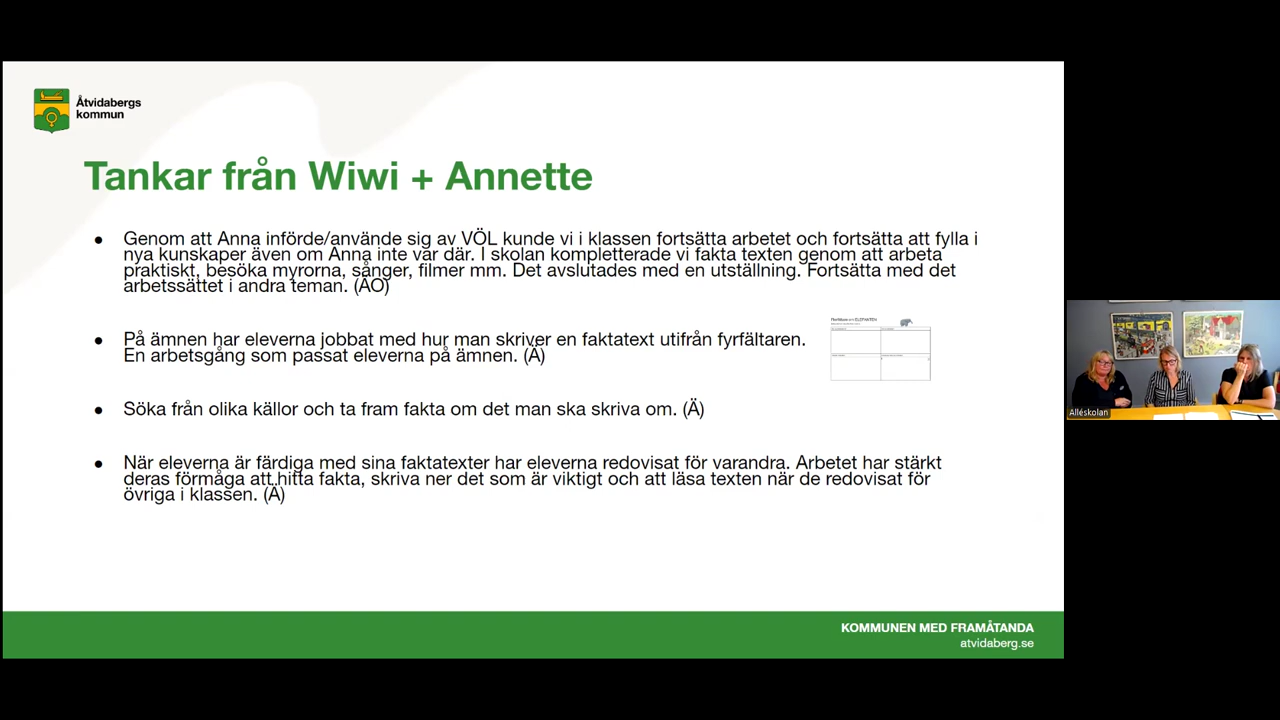 Åtvidabergs
kommun
Tankar från Wiwi + Annette
● Genom att Anna införde/använde sig av VÖL kunde vi i klassen fortsätta arbetet och fortsätta att fylla i
nya kunskaper även om Anna inte var där. I skolan kompletterade vi fakta texten genom att arbeta
praktiskt, besöka myrorna, sånger, filmer mm. Det avslutades med en utställning. Fortsätta med det
arbetssättet i andra teman. (ÄO)
● På ämnen har eleverna jobbat med hur man skriver en faktatext utifrån fyrfältaren.
En arbetsgång som passat eleverna på ämnen. (Ä)
● Söka från olika källor och ta fram fakta om det man ska skriva om. (Ä)
● När eleverna är färdiga med sina faktatexter har eleverna redovisat för varandra. Arbetet har stärkt
deras förmåga att hitta fakta, skriva ner det som är viktigt och att läsa texten när de redovisat för
övriga i klassen. (Ä)
Alléskolan
KOMMUNEN MED FRAMÅTANDA
atvidaberg.se